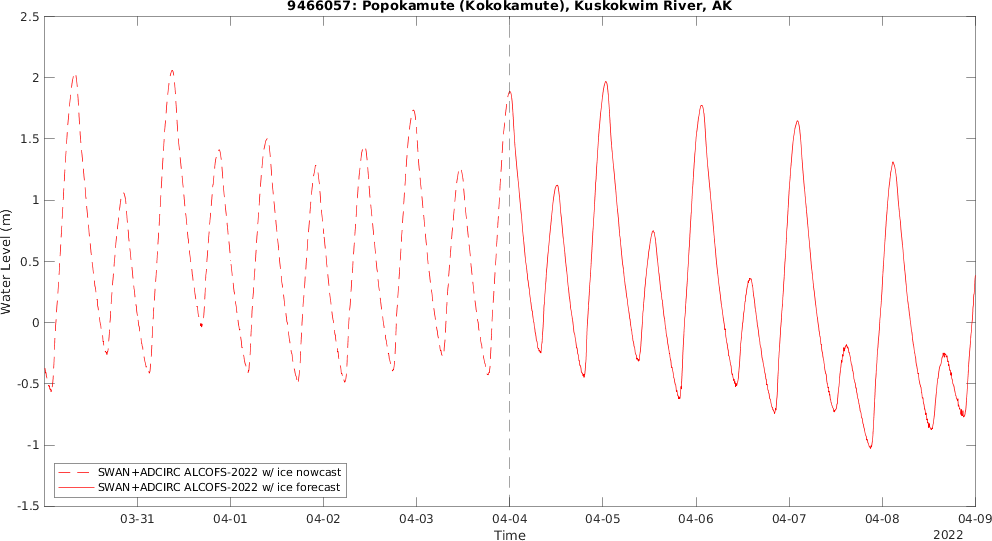 9466057: Popokamute (Kokokamute), Kuskokwim River, AK
Water Level (m)
2.5
2
1.5
1
0.5
0
-0.5
-1
-1.5
SWAN+ADCIRC ALCOFS-2022 w/ ice nowcast
SWAN+ADCIRC ALCOFS-2022 w/ ice forecast
03-31 04-01 04-02 04-03 04-04 04-05 04-06 04-07 04-08 04-09
Time
2022